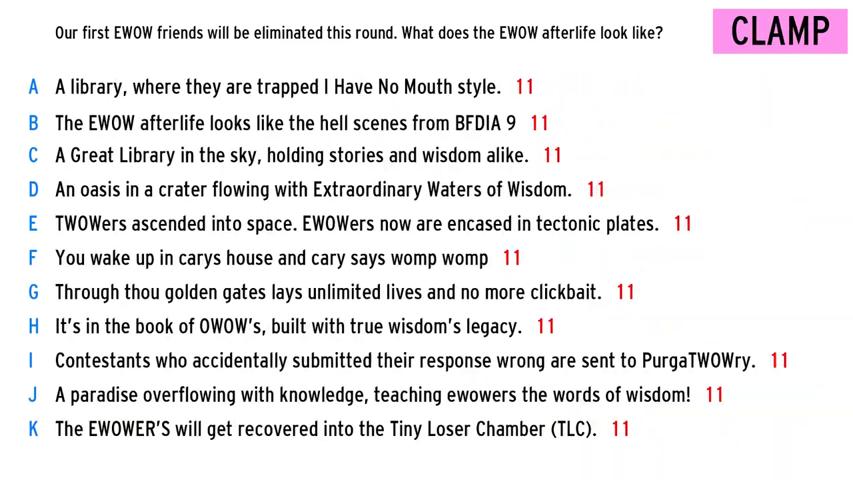 Our first EWOW friends will be eliminated this round. What does the EWOW afterlife look like?
CLAMP
A A library, where they are trapped I Have No Mouth style. 11
B The EWOW afterlife looks like the hell scenes from BFDIA 9 11
C A Great Library in the sky, holding stories and wisdom alike. 11
D An oasis in a crater flowing with Extraordinary Waters of Wisdom. 11
E TWOWers ascended into space. EWOWers now are encased in tectonic plates. 11
F You wake up in carys house and cary says womp womp 11
G Through thou golden gates lays unlimited lives and no more clickbait. 11
H It's in the book of OWOW's, built with true wisdom's legacy. 11
I Contestants who accidentally submitted their response wrong are sent to PurgaTWOWry. 11
J A paradise overflowing with knowledge, teaching ewowers the words of wisdom! 11
K The EWOWER'S will get recovered into the Tiny Loser Chamber (TLC). 11